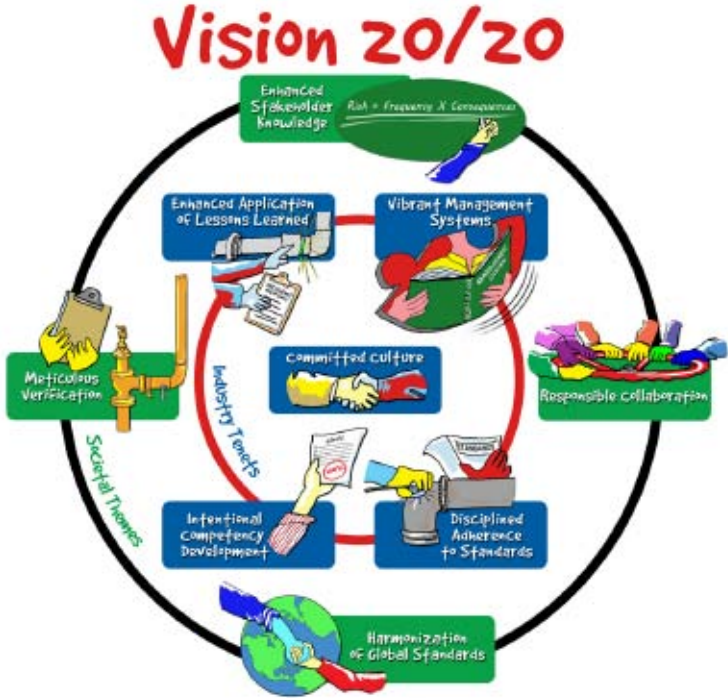 Vision 20/20
Enhanced
Stakeholder
Knowledge
Risk = Frequency X Consequences
Enhanced Application
of Lessons Learned
Vibrant Management
Systems
Committed Culture
Meticulous
Verification
Responsible Collaboration
Industry Tenets
Societal Themes
STANDARDS
Intentional
Competency
Development
Disciplined
Adherence
to Standards
Harmonization
of Global Standards